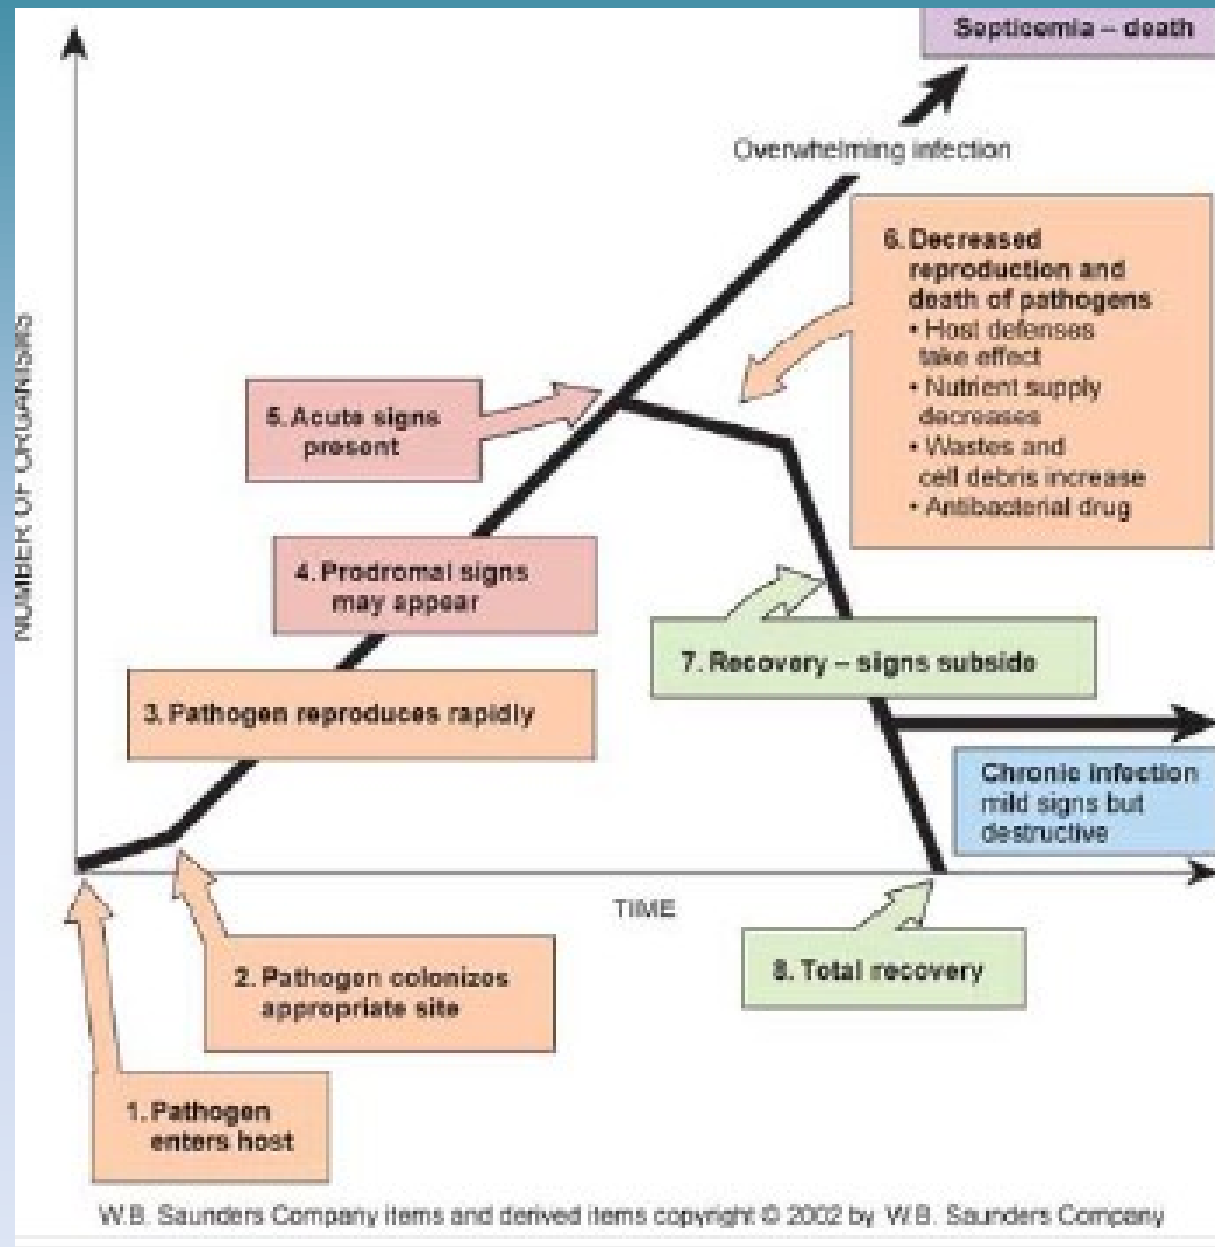 Septicemia – death
Overwhelming infection
6. Decreased
reproduction and
death of pathogens
• Host defenses
take effect
• Nutrient supply
decreases
• Wastes and
cell debris increase
• Antibacterial drug
NUMBER OF ORGANISMS
5. Acute signs
present
4. Prodromal signs
may appear
3. Pathogen reproduces rapidly
7. Recovery – signs subside
Chronic infection
mild signs but
destructive
TIME
2. Pathogen colonizes
appropriate site
8. Total recovery
1. Pathogen
enters host
W.B. Saunders Company items and derived items copyright © 2002 by W.B. Saunders Company